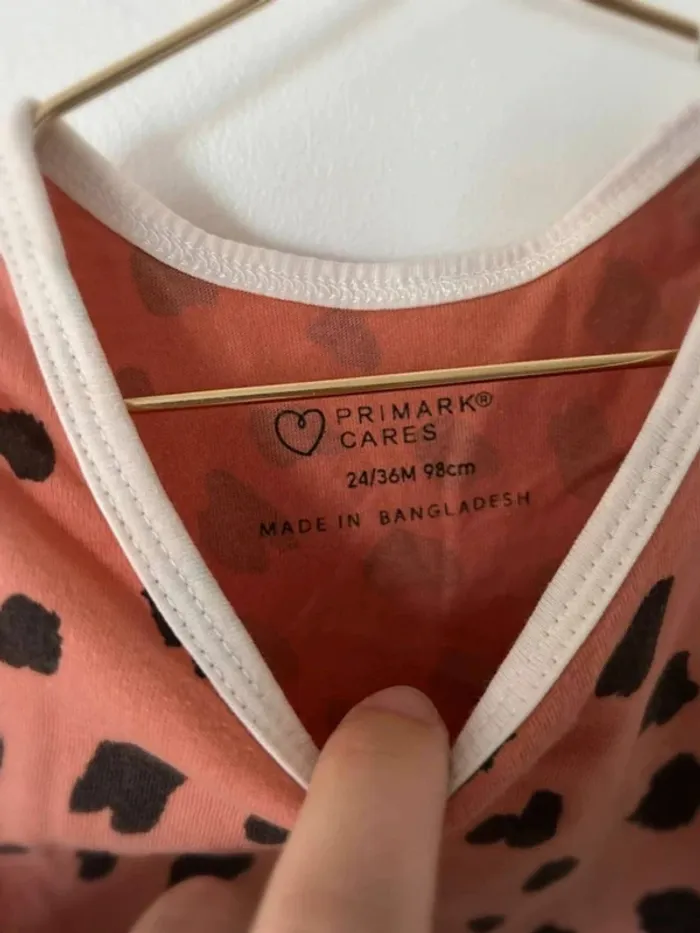 PRIMARK®
CARES
24/36M 98cm
MADE IN BANGLADESH